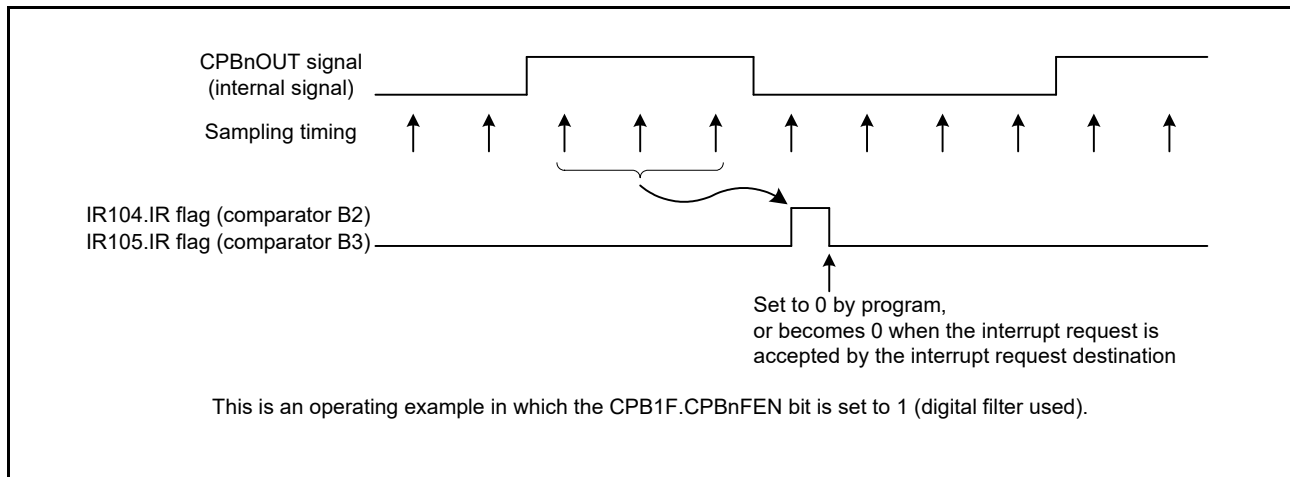 CPBnOUT signal
(internal signal)
Sampling timing
IR104.IR flag (comparator B2)
IR105.IR flag (comparator B3)
Set to 0 by program,
or becomes 0 when the interrupt request is
accepted by the interrupt request destination
This is an operating example in which the CPB1F.CPBnFEN bit is set to 1 (digital filter used).